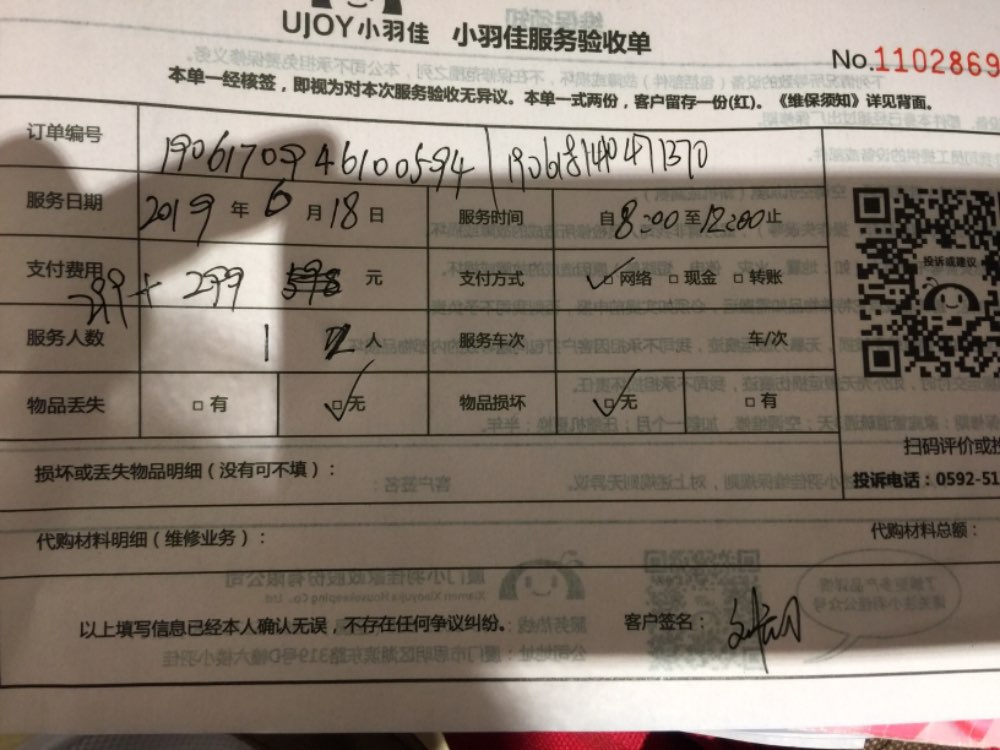 UJOY小羽佳 小羽佳服务验收单
No.1102869
本单一经核签，即视为对本次服务验收无异议。本单一式两份，客户留存一份(红)。《维保须知》详见背面。
订单编号 1906170946100594 190618140471370
服务日期 2019 年 6 月 18 日 服务时间 自 8:00 至 12:00 止
投诉或建议
支付费用 299+299 598 元 支付方式 ✓□网络 □现金 □转账
服务人数 1 人 服务车次 车/次
物品丢失 □有 ✓□无 物品损坏 ✓□无 □有
扫码评价或投
损坏或丢失物品明细（没有可不填）：
投诉电话：0592-51
代购材料明细（维修业务）：
代购材料总额：
以上填写信息已经本人确认无误，不存在任何争议纠纷。 客户签名：